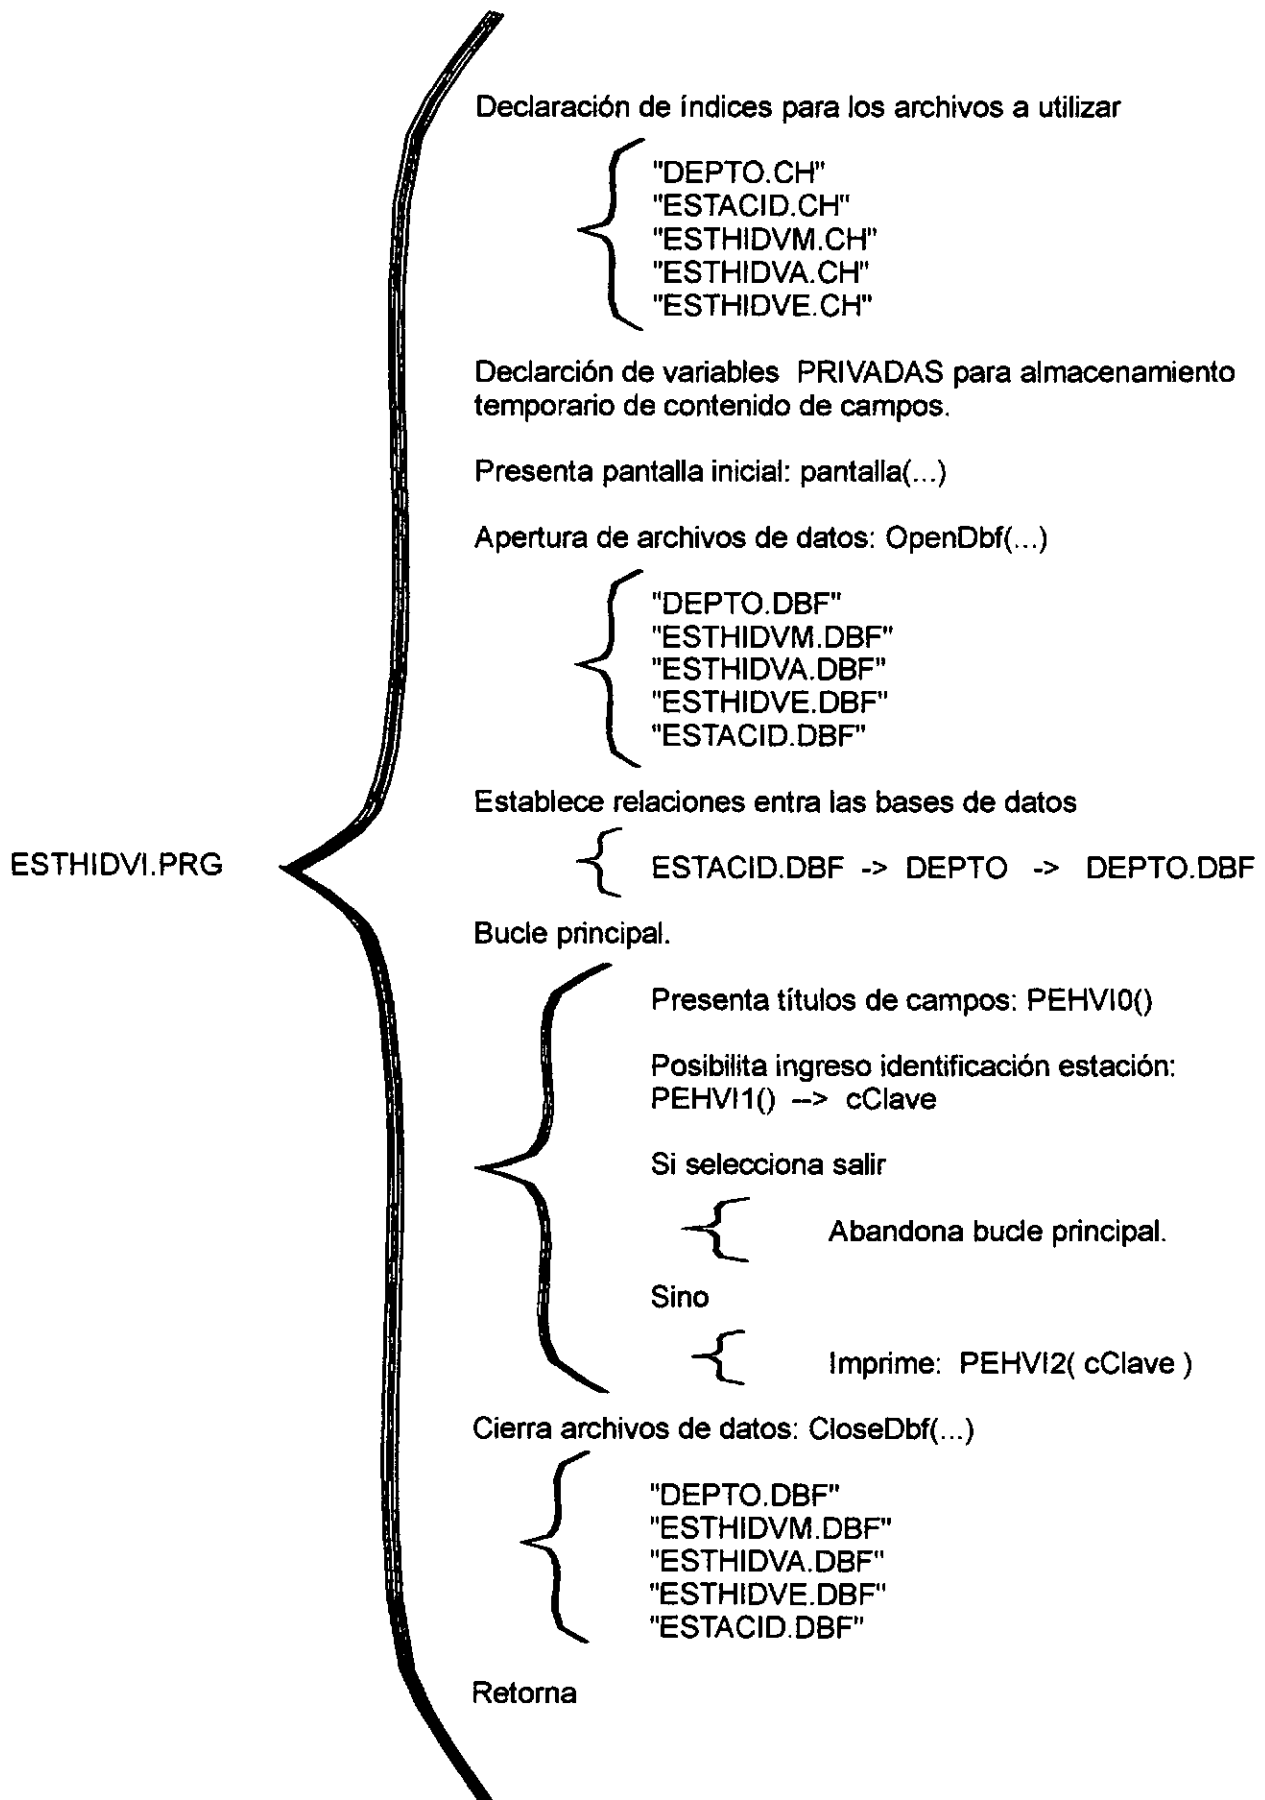 Declaración de índices para los archivos a utilizar
"DEPTO.CH"
"ESTACID.CH"
"ESTHIDVM.CH"
"ESTHIDVA.CH"
"ESTHIDVE.CH"
Declarción de variables PRIVADAS para almacenamiento
temporario de contenido de campos.
Presenta pantalla inicial: pantalla(...)
Apertura de archivos de datos: OpenDbf(...)
"DEPTO.DBF"
"ESTHIDVM.DBF"
"ESTHIDVA.DBF"
"ESTHIDVE.DBF"
"ESTACID.DBF"
Establece relaciones entra las bases de datos
ESTHIDVI.PRG
ESTACID.DBF -> DEPTO -> DEPTO.DBF
Bucle principal.
Presenta títulos de campos: PEHVI0()
Posibilita ingreso identificación estación:
PEHVI1() --> cClave
Si selecciona salir
Abandona bucle principal.
Sino
Imprime: PEHVI2( cClave )
Cierra archivos de datos: CloseDbf(...)
"DEPTO.DBF"
"ESTHIDVM.DBF"
"ESTHIDVA.DBF"
"ESTHIDVE.DBF"
"ESTACID.DBF"
Retorna